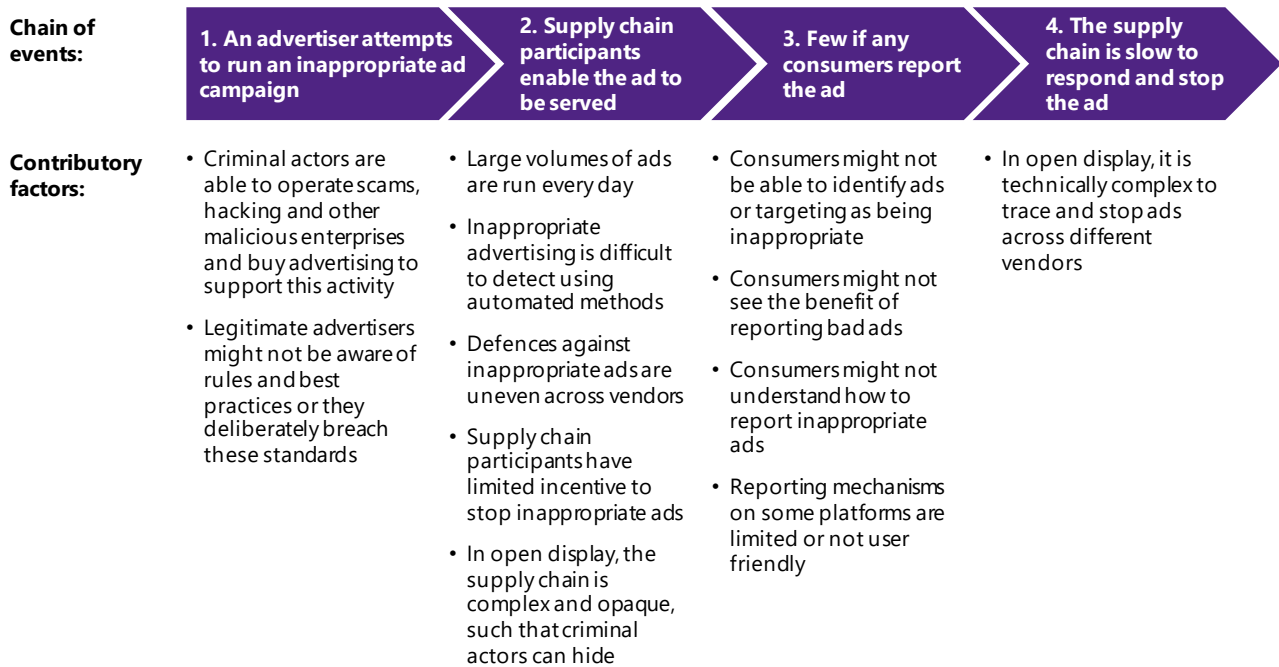 Chain of
events:
1. An advertiser attempts
to run an inappropriate ad
campaign
2. Supply chain
participants
enable the ad to
be served
3. Few if any
consumers report
the ad
4. The supply
chain is slow to
respond and stop
the ad
Contributory
factors:
• Criminal actors are
able to operate scams,
hacking and other
malicious enterprises
and buy advertising to
support this activity
• Legitimate advertisers
might not be aware of
rules and best
practices or they
deliberately breach
these standards
• Large volumes of ads
are run every day
• Inappropriate
advertising is difficult
to detect using
automated methods
• Defences against
inappropriate ads are
uneven across vendors
• Supply chain
participants have
limited incentive to
stop inappropriate ads
• In open display, the
supply chain is
complex and opaque,
such that criminal
actors can hide
• Consumers might not
be able to identify ads
or targeting as being
inappropriate
• Consumers might not
see the benefit of
reporting bad ads
• Consumers might not
understand how to
report inappropriate
ads
• Reporting mechanisms
on some platforms are
limited or not user
friendly
• In open display, it is
technically complex to
trace and stop ads
across different
vendors